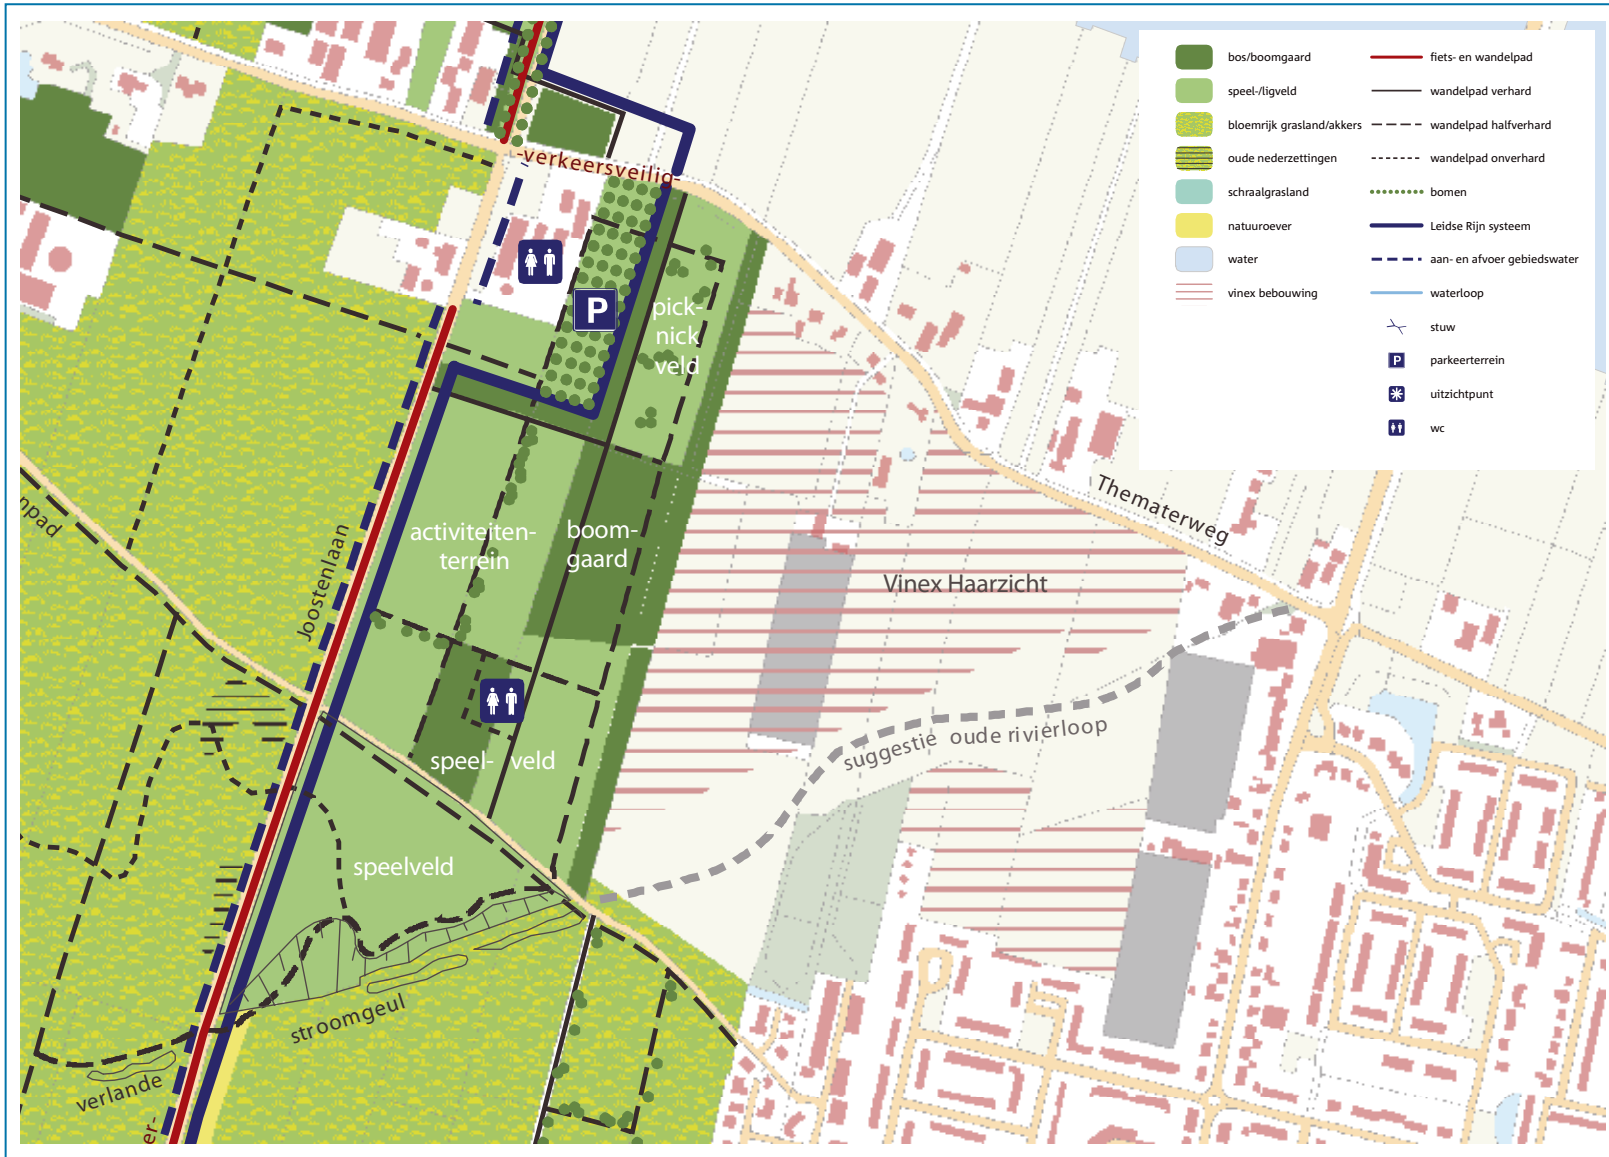 bos/boomgaard
speel-/ligveld
bloemrijk grasland/akkers
oude nederzettingen
schraalgrasland
natuuroever
water
vinex bebouwing
fiets- en wandelpad
wandelpad verhard
wandelpad halfverhard
wandelpad onverhard
bomen
Leidse Rijn systeem
aan- en afvoer gebiedswater
waterloop
stuw
P parkeerterrein
uitzichtpunt
wc
-verkeersveilig-
P
pick-
nick
veld
npad
Joostenlaan
activiteiten-
terrein
boom-
gaard
Thematerweg
Vinex Haarzicht
suggestie oude rivierloop
speel- veld
speelveld
stroomgeul
verlande
er-